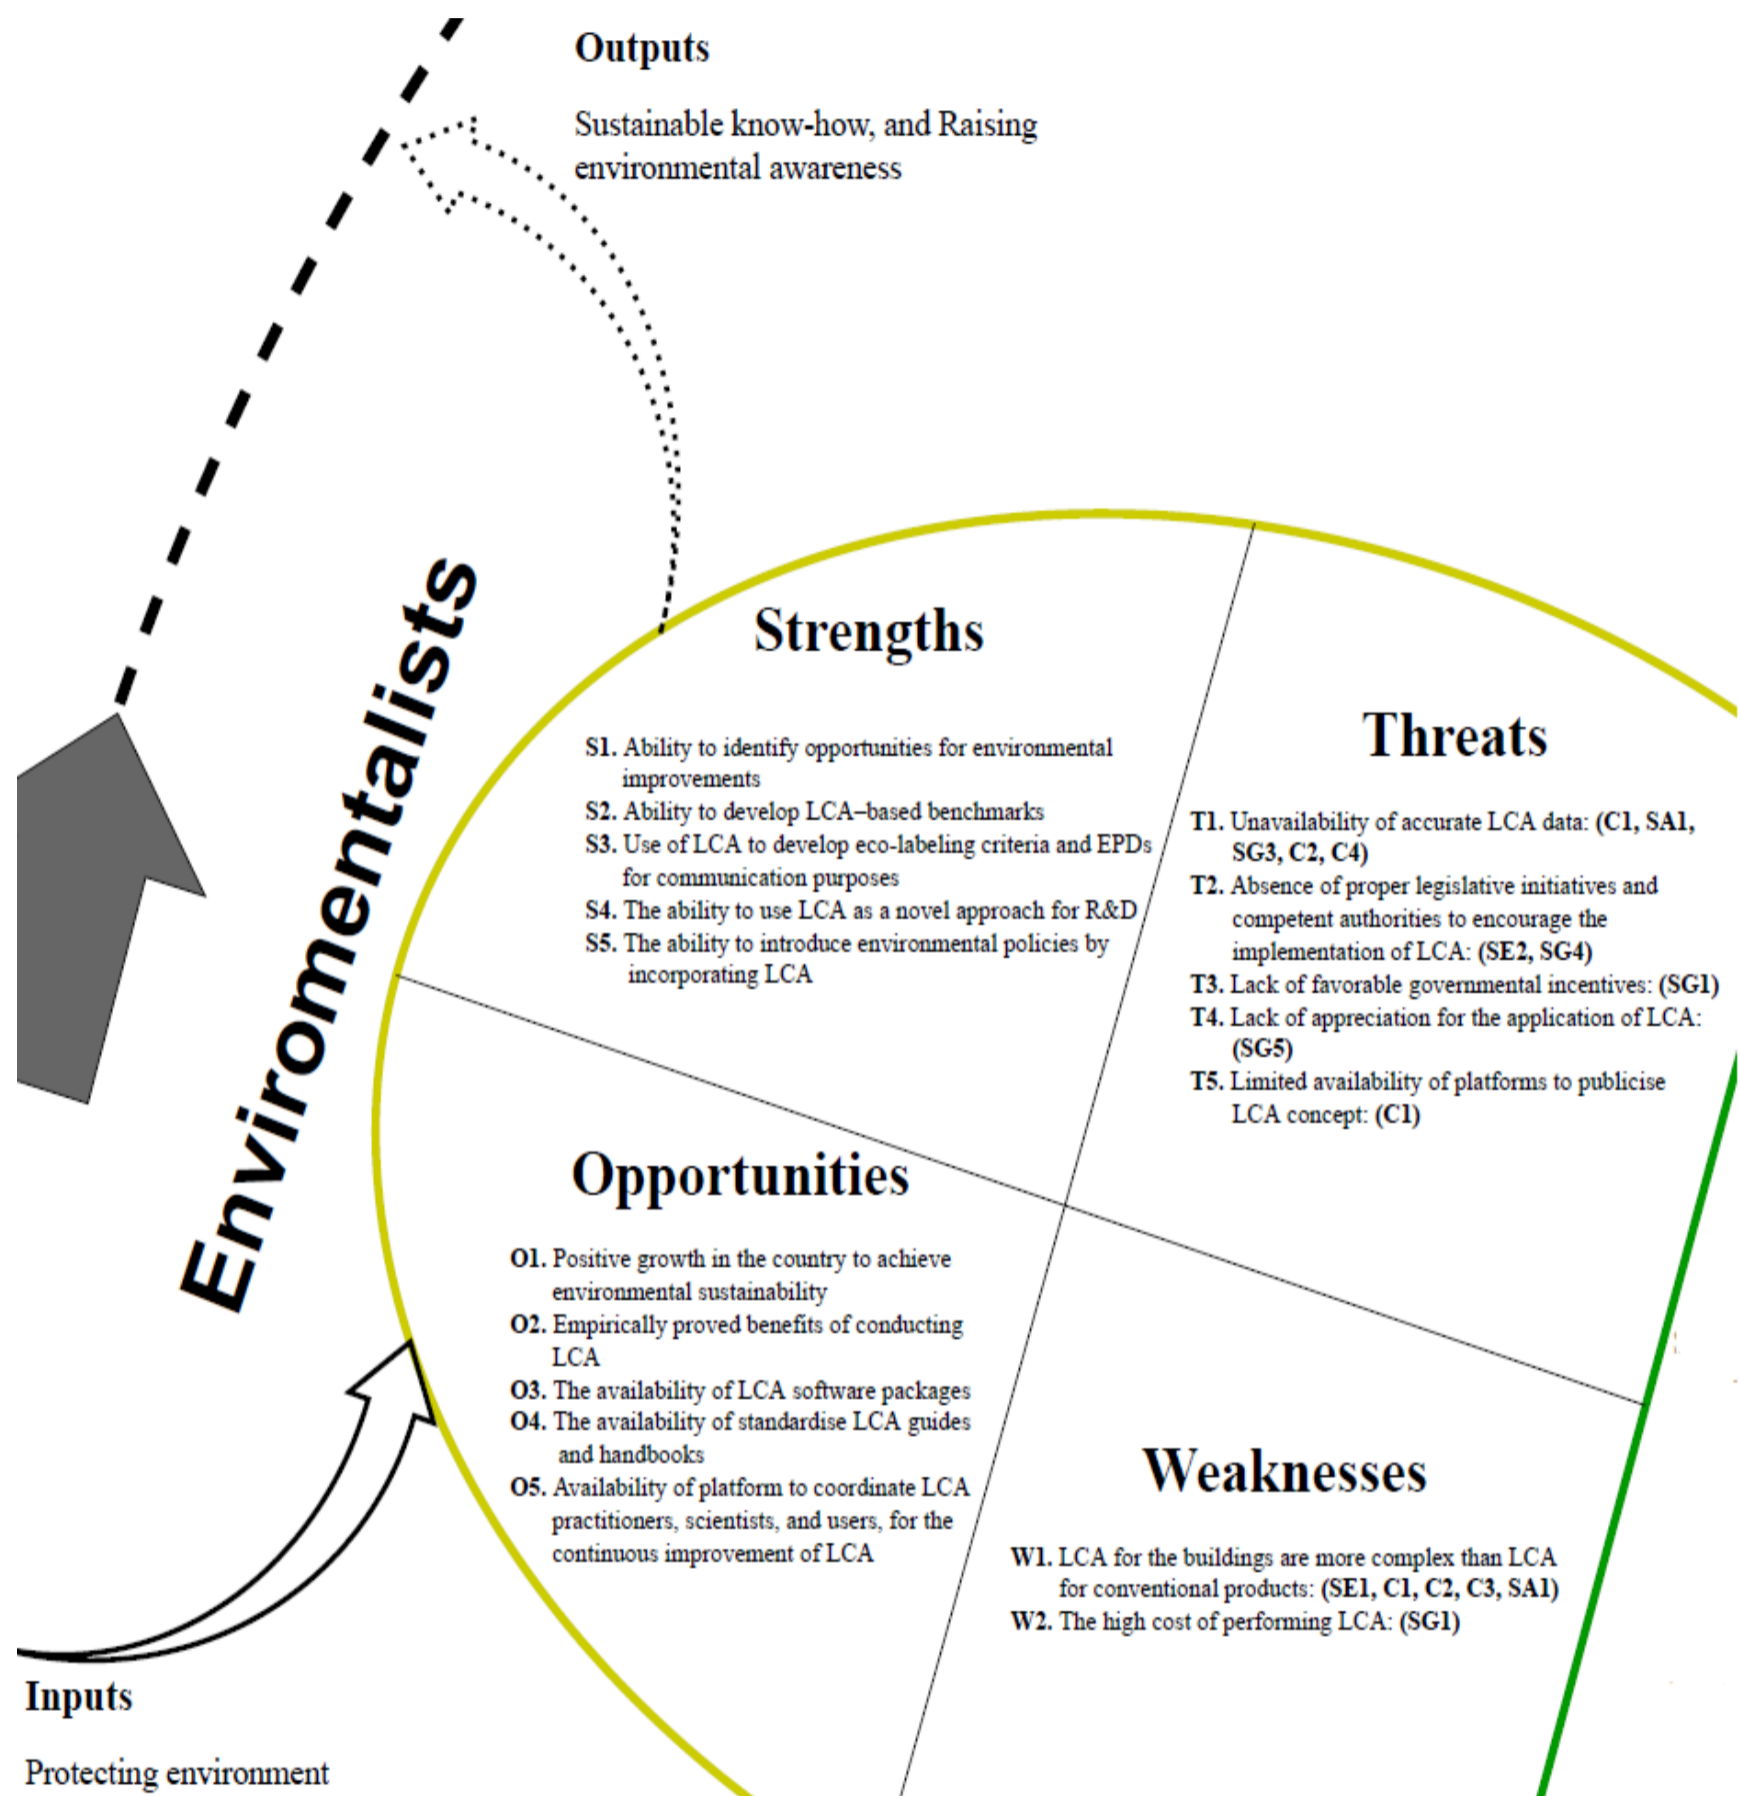 Outputs
Sustainable know-how, and Raising
environmental awareness
Enviromentalists
Strengths
S1. Ability to identify opportunities for environmental
improvements
S2. Ability to develop LCA–based benchmarks
S3. Use of LCA to develop eco-labeling criteria and EPDs
for communication purposes
S4. The ability to use LCA as a novel approach for R&D
S5. The ability to introduce environmental policies by
incorporating LCA
Threats
T1. Unavailability of accurate LCA data: (C1, SA1,
SG3, C2, C4)
T2. Absence of proper legislative initiatives and
competent authorities to encourage the
implementation of LCA: (SE2, SG4)
T3. Lack of favorable governmental incentives: (SG1)
T4. Lack of appreciation for the application of LCA:
(SG5)
T5. Limited availability of platforms to publicise
LCA concept: (C1)
Opportunities
O1. Positive growth in the country to achieve
environmental sustainability
O2. Empirically proved benefits of conducting
LCA
O3. The availability of LCA software packages
O4. The availability of standardise LCA guides
and handbooks
O5. Availability of platform to coordinate LCA
practitioners, scientists, and users, for the
continuous improvement of LCA
Weaknesses
W1. LCA for the buildings are more complex than LCA
for conventional products: (SE1, C1, C2, C3, SA1)
W2. The high cost of performing LCA: (SG1)
Inputs
Protecting environment